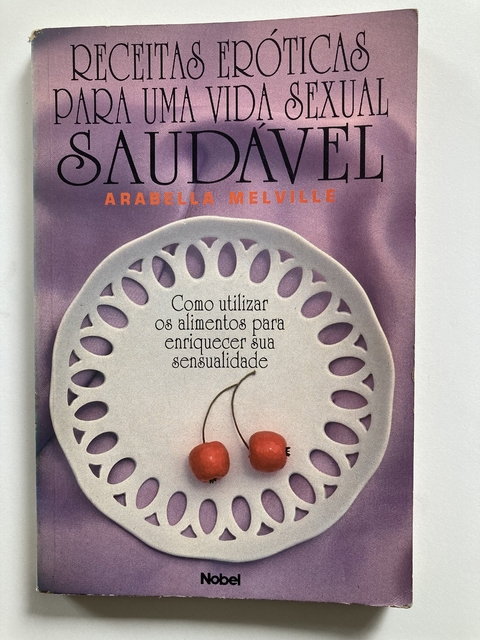 RECEITAS ERÓTICAS
PARA UMA VIDA SEXUAL
SAUDÁVEL
ARABELLA MELVILLE
Como utilizar
os alimentos para
enriquecer sua
sensualidade
Nobel